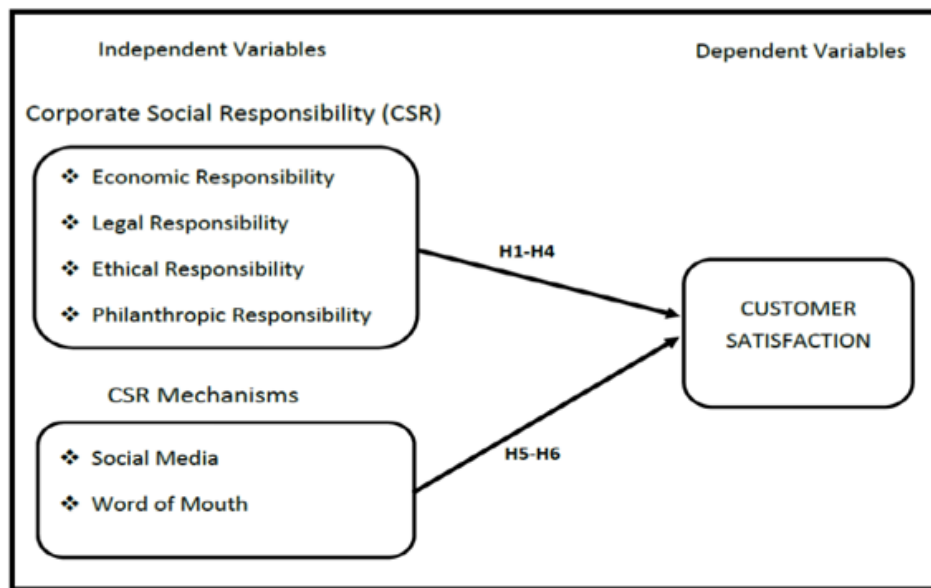 Independent Variables
Dependent Variables
Corporate Social Responsibility (CSR)
❖ Economic Responsibility
❖ Legal Responsibility
❖ Ethical Responsibility
❖ Philanthropic Responsibility
H1-H4
CUSTOMER
SATISFACTION
CSR Mechanisms
❖ Social Media
❖ Word of Mouth
H5-H6